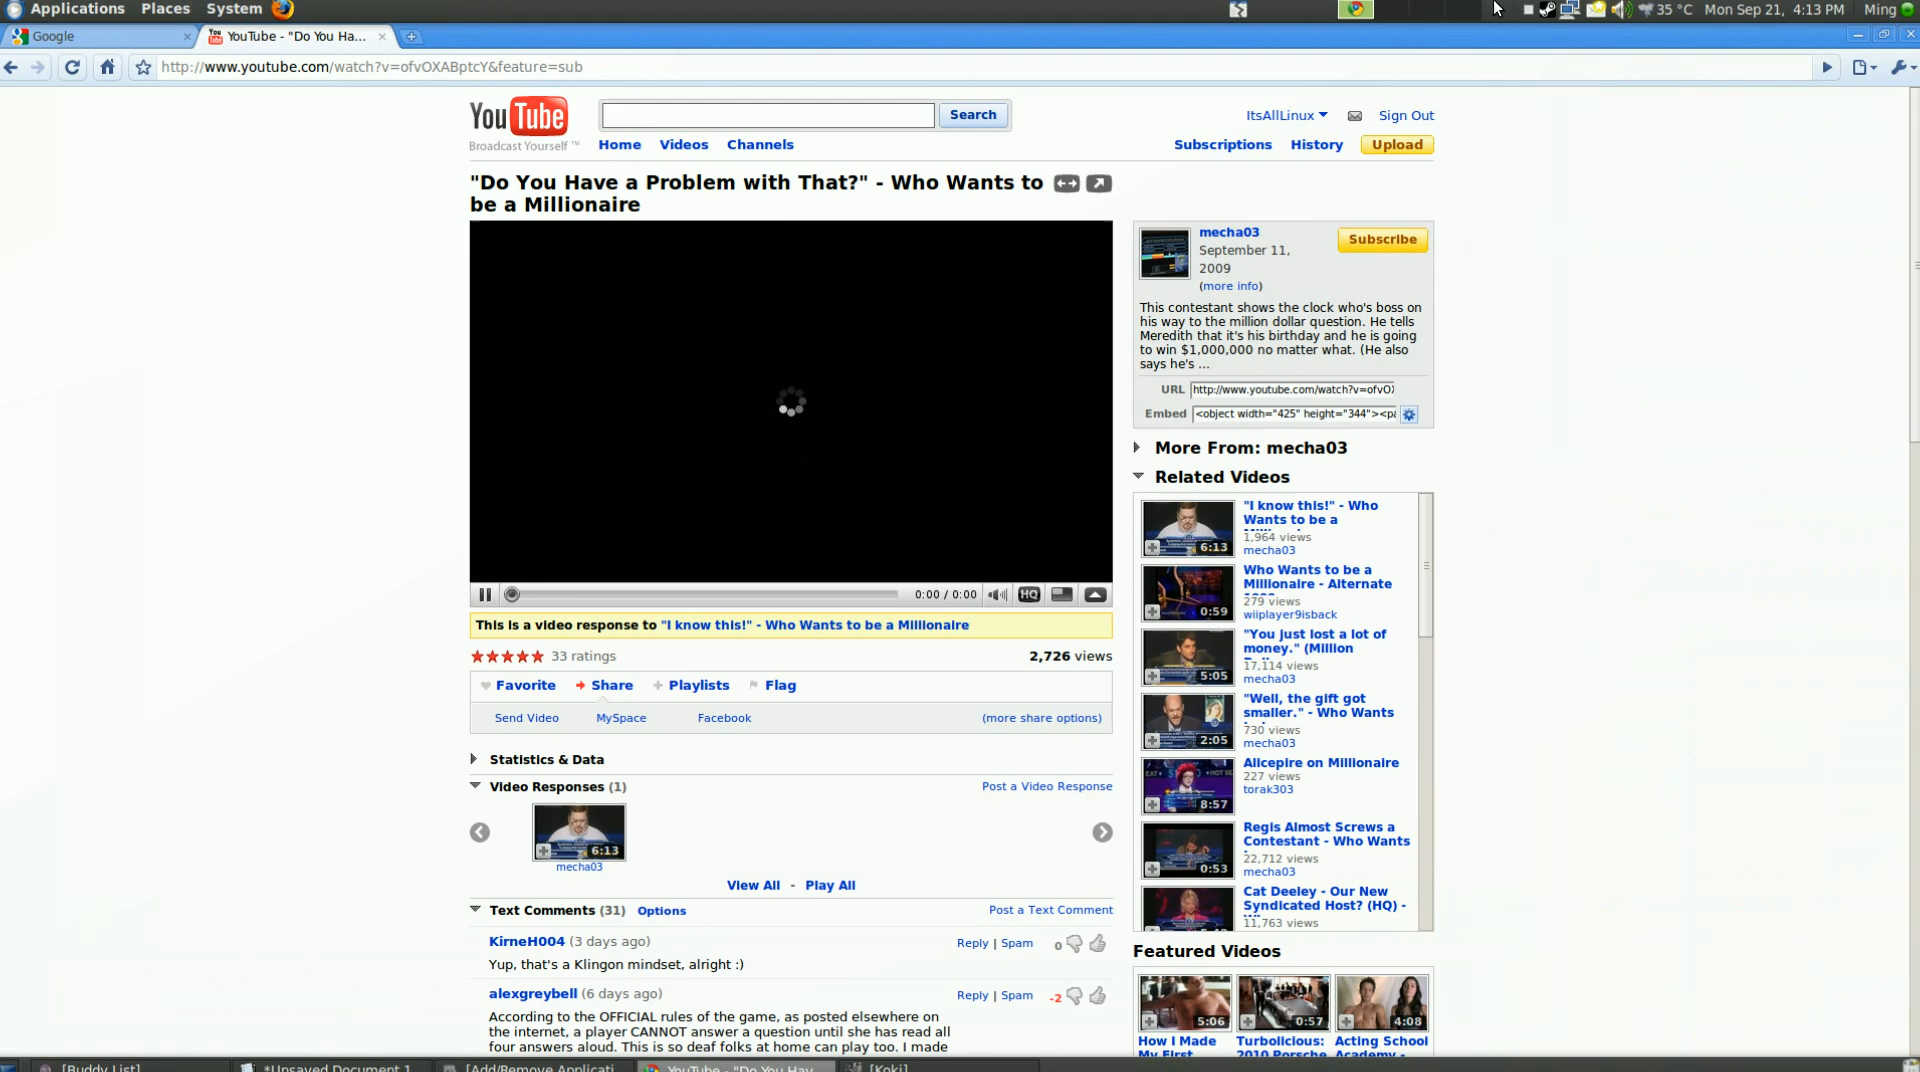 Applications Places System
35 °C Mon Sep 21, 4:13 PM Ming
Google
YouTube - "Do You Ha...
http://www.youtube.com/watch?v=ofvOXABptcY&feature=sub
YouTube
Broadcast Yourself ™
Search
ItsAllLinux
Sign Out
Home Videos Channels
Subscriptions History Upload
"Do You Have a Problem with That?" - Who Wants to
be a Millionaire
mecha03
Subscribe
September 11,
2009
(more info)
This contestant shows the clock who's boss on
his way to the million dollar question. He tells
Meredith that it's his birthday and he is going
to win $1,000,000 no matter what. (He also
says he's ...
URL http://www.youtube.com/watch?v=ofvO
Embed <object width="425" height="344"><pa
More From: mecha03
Related Videos
"I know this!" - Who
Wants to be a
1,964 views
mecha03
6:13
Who Wants to be a
Millionaire - Alternate
279 views
wiiplayer9isback
0:59
"You just lost a lot of
money." (Million
17,114 views
mecha03
5:05
"Well, the gift got
smaller." - Who Wants
730 views
mecha03
2:05
Alicepire on Millionaire
227 views
torak303
8:57
Regis Almost Screws a
Contestant - Who Wants
22,712 views
mecha03
0:53
Cat Deeley - Our New
Syndicated Host? (HQ) -
11,763 views
0:00 / 0:00
HQ
This is a video response to "I know this!" - Who Wants to be a Millionaire
33 ratings
2,726 views
Favorite Share Playlists Flag
Send Video MySpace Facebook (more share options)
Statistics & Data
Video Responses (1)
Post a Video Response
6:13
mecha03
View All - Play All
Text Comments (31) Options
Post a Text Comment
KirneH004 (3 days ago)
Reply | Spam 0
Yup, that's a Klingon mindset, alright :)
alexgreybell (6 days ago)
Reply | Spam -2
According to the OFFICIAL rules of the game, as posted elsewhere on
the internet, a player CANNOT answer a question until she has read all
four answers aloud. This is so deaf folks at home can play too. I made
Featured Videos
5:06
0:57
4:08
How I Made
My First
Turbolicious:
2010 Porsche
Acting School
Academy -
[Buddy List]
*Unsaved Document 1
[Add/Remove Applicati
YouTube - "Do You Hav
[Koki]